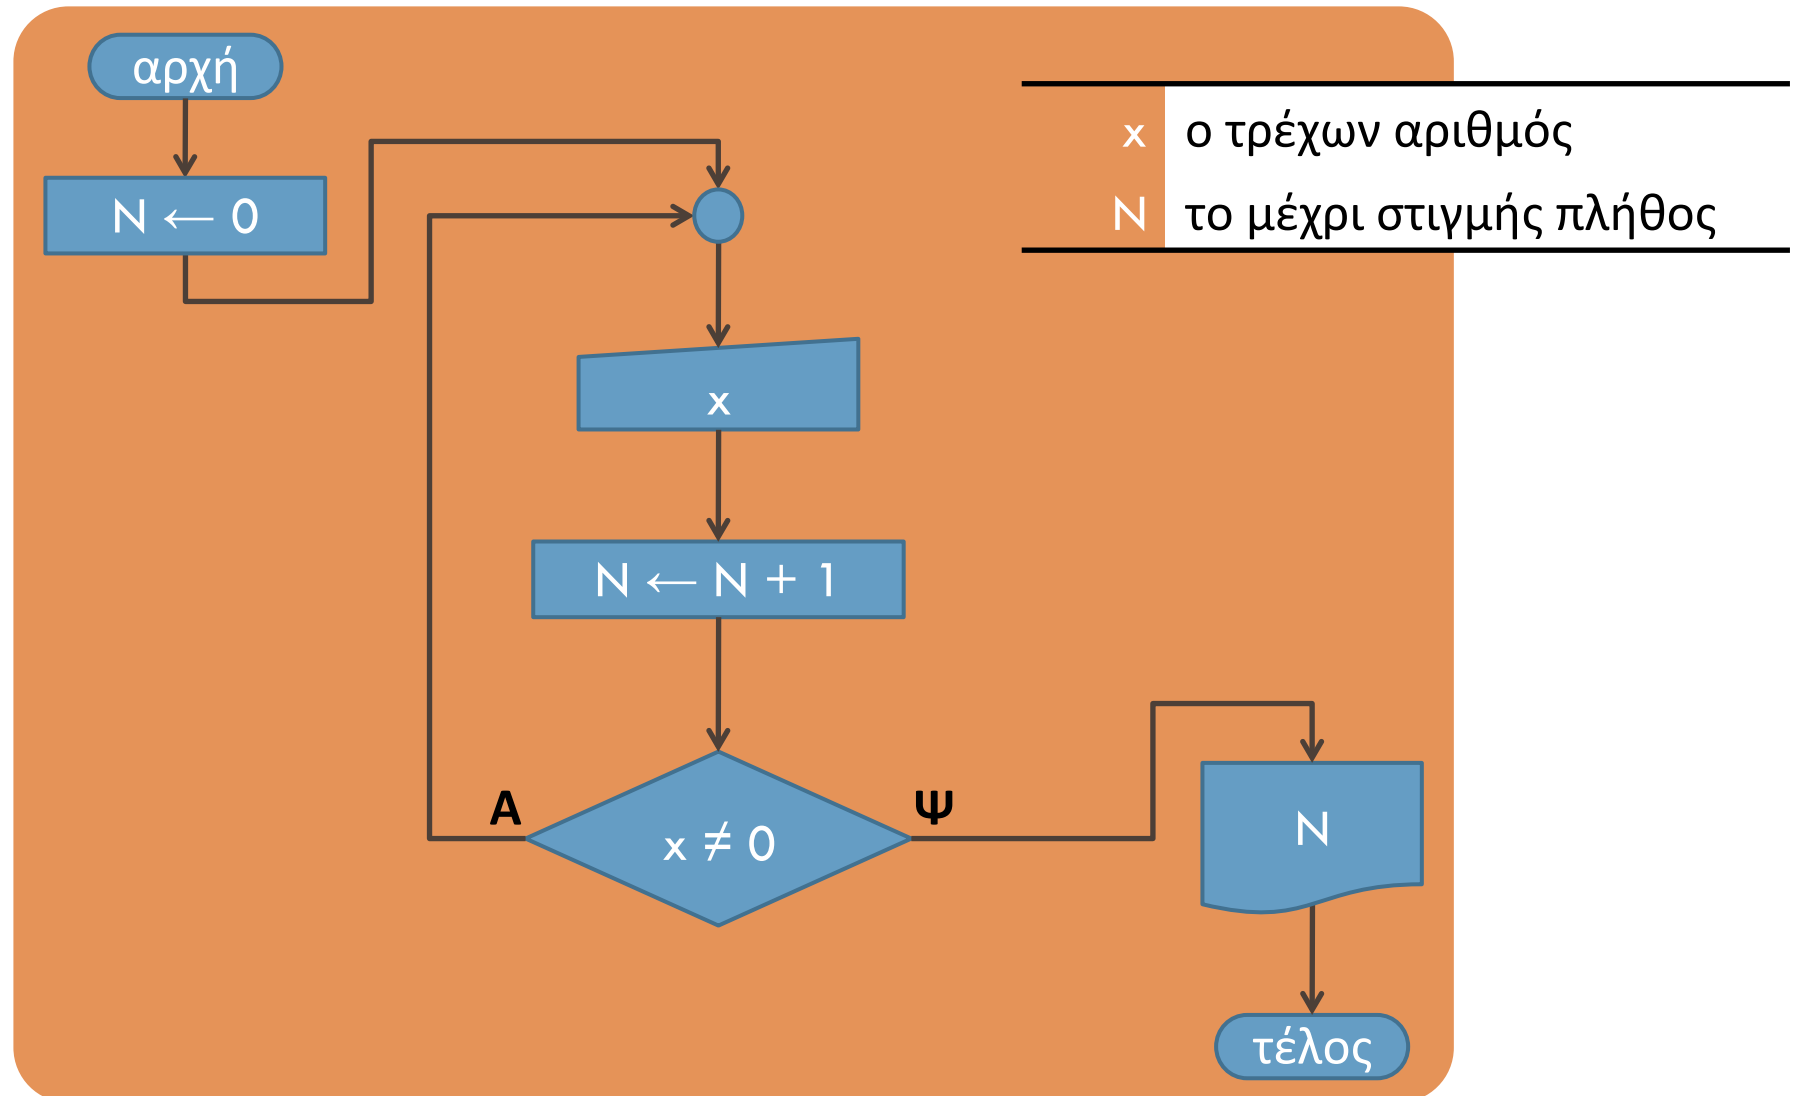 αρχή
N ← 0
x ο τρέχων αριθμός
N το μέχρι στιγμής πλήθος
x
N ← N + 1
A
x ≠ 0
Ψ
N
τέλος